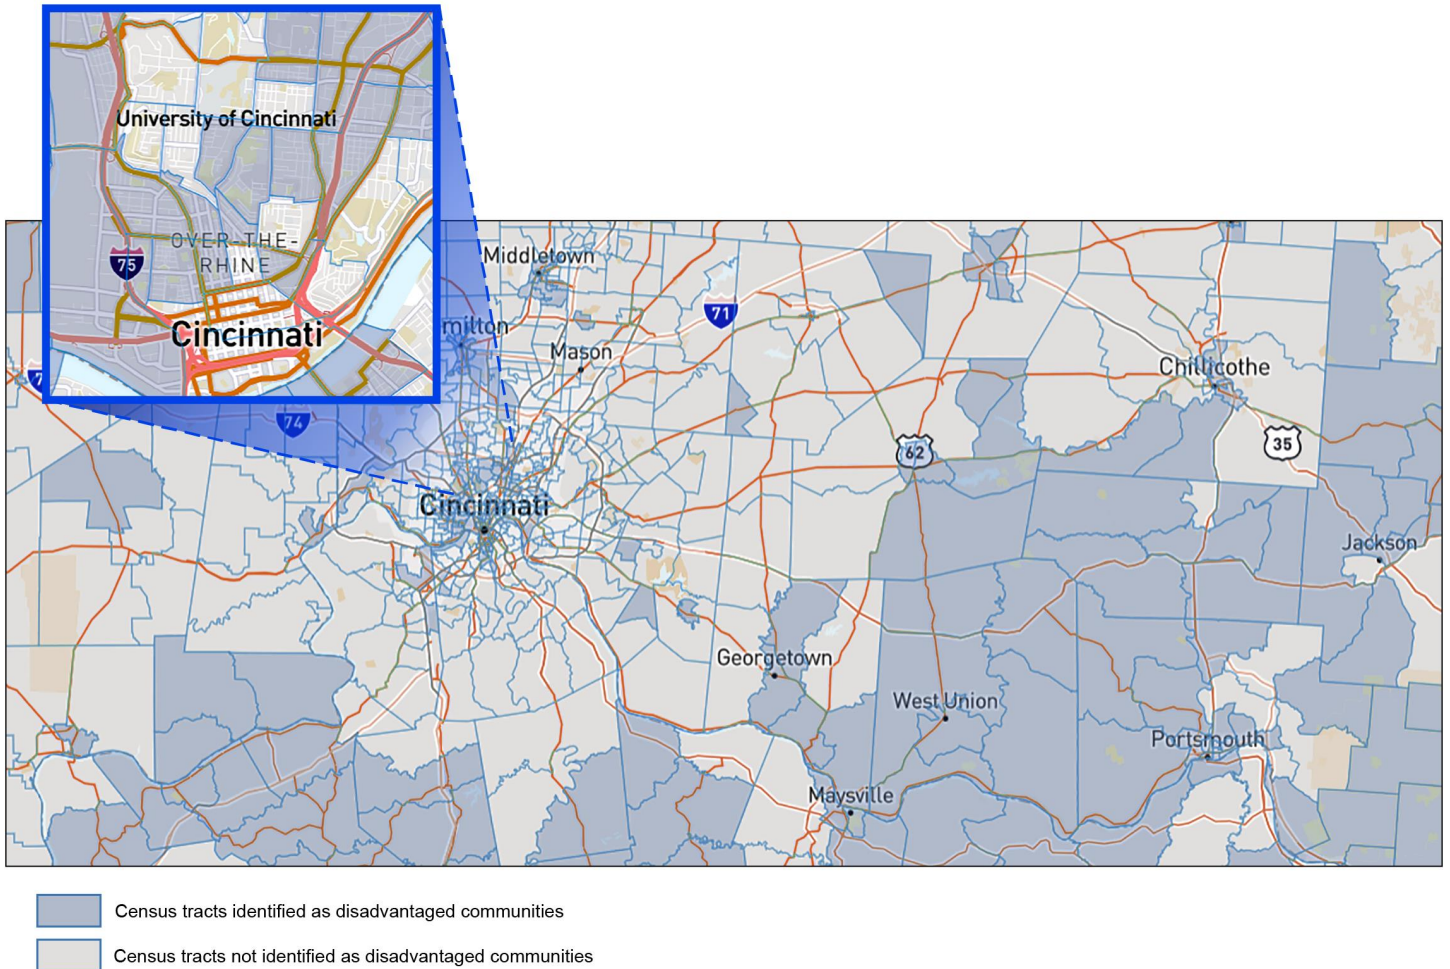 University of Cincinnati
OVER-THE-
RHINE
75
Cincinnati
Middletown
milton
71
Mason
Chillicothe
7
74
62
35
Cincinnati
Jackson
Georgetown
West Union
Portsmouth
Maysville
Census tracts identified as disadvantaged communities
Census tracts not identified as disadvantaged communities